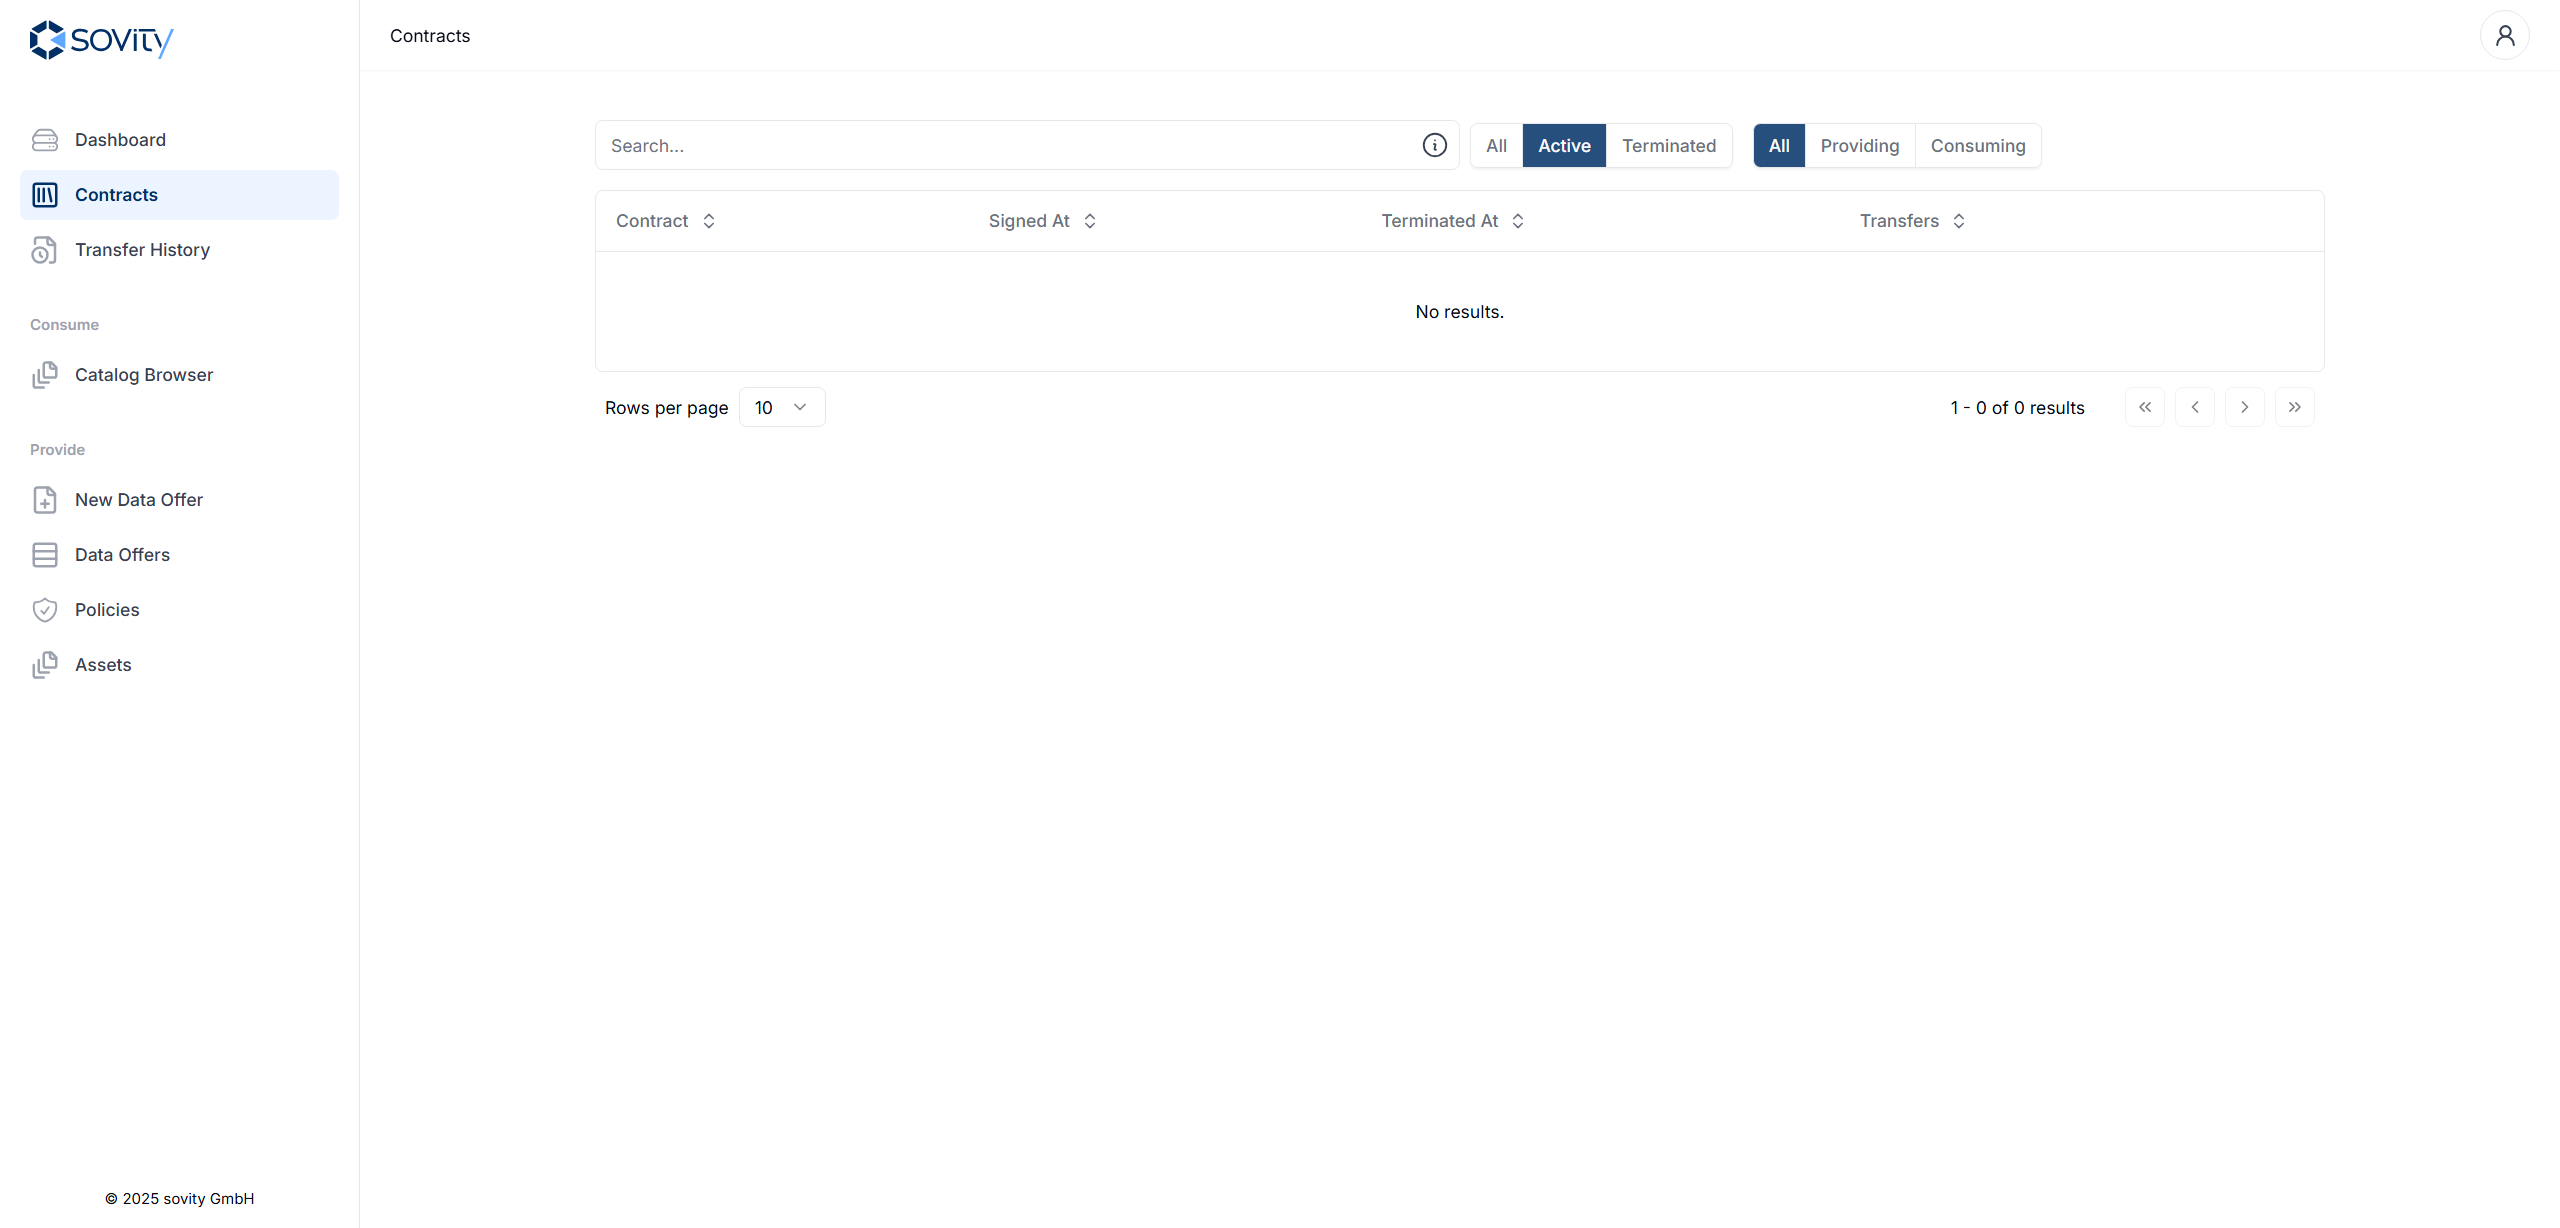 sovity
Contracts
Dashboard
Contracts
Transfer History
Consume
Catalog Browser
Provide
New Data Offer
Data Offers
Policies
Assets
© 2025 sovity GmbH
Search...
All Active Terminated All Providing Consuming
Contract Signed At Terminated At Transfers
No results.
Rows per page 10 1 - 0 of 0 results